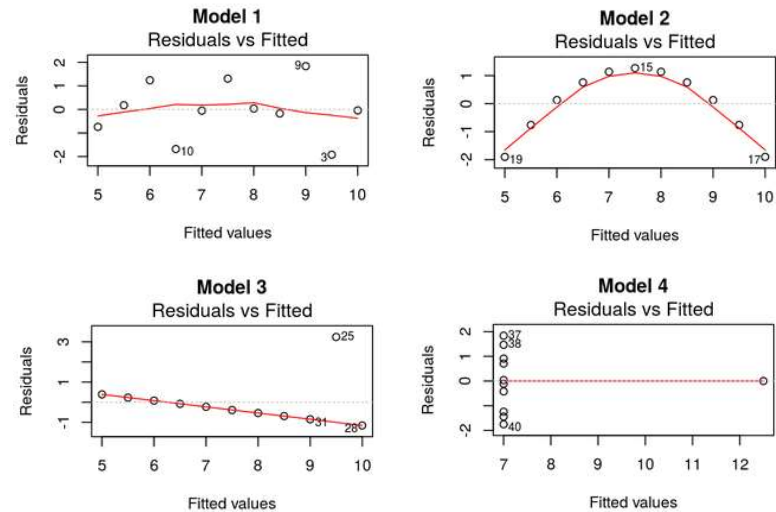 Model 1
Residuals vs Fitted
Residuals
2
1
0
-2
9
10
3
5 6 7 8 9 10
Fitted values
Model 2
Residuals vs Fitted
Residuals
1
0
-1
-2
15
19
17
5 6 7 8 9 10
Fitted values
Model 3
Residuals vs Fitted
Residuals
3
1
-1
25
31
28
5 6 7 8 9 10
Fitted values
Model 4
Residuals vs Fitted
Residuals
2
1
0
-2
37
38
40
7 8 9 10 11 12
Fitted values